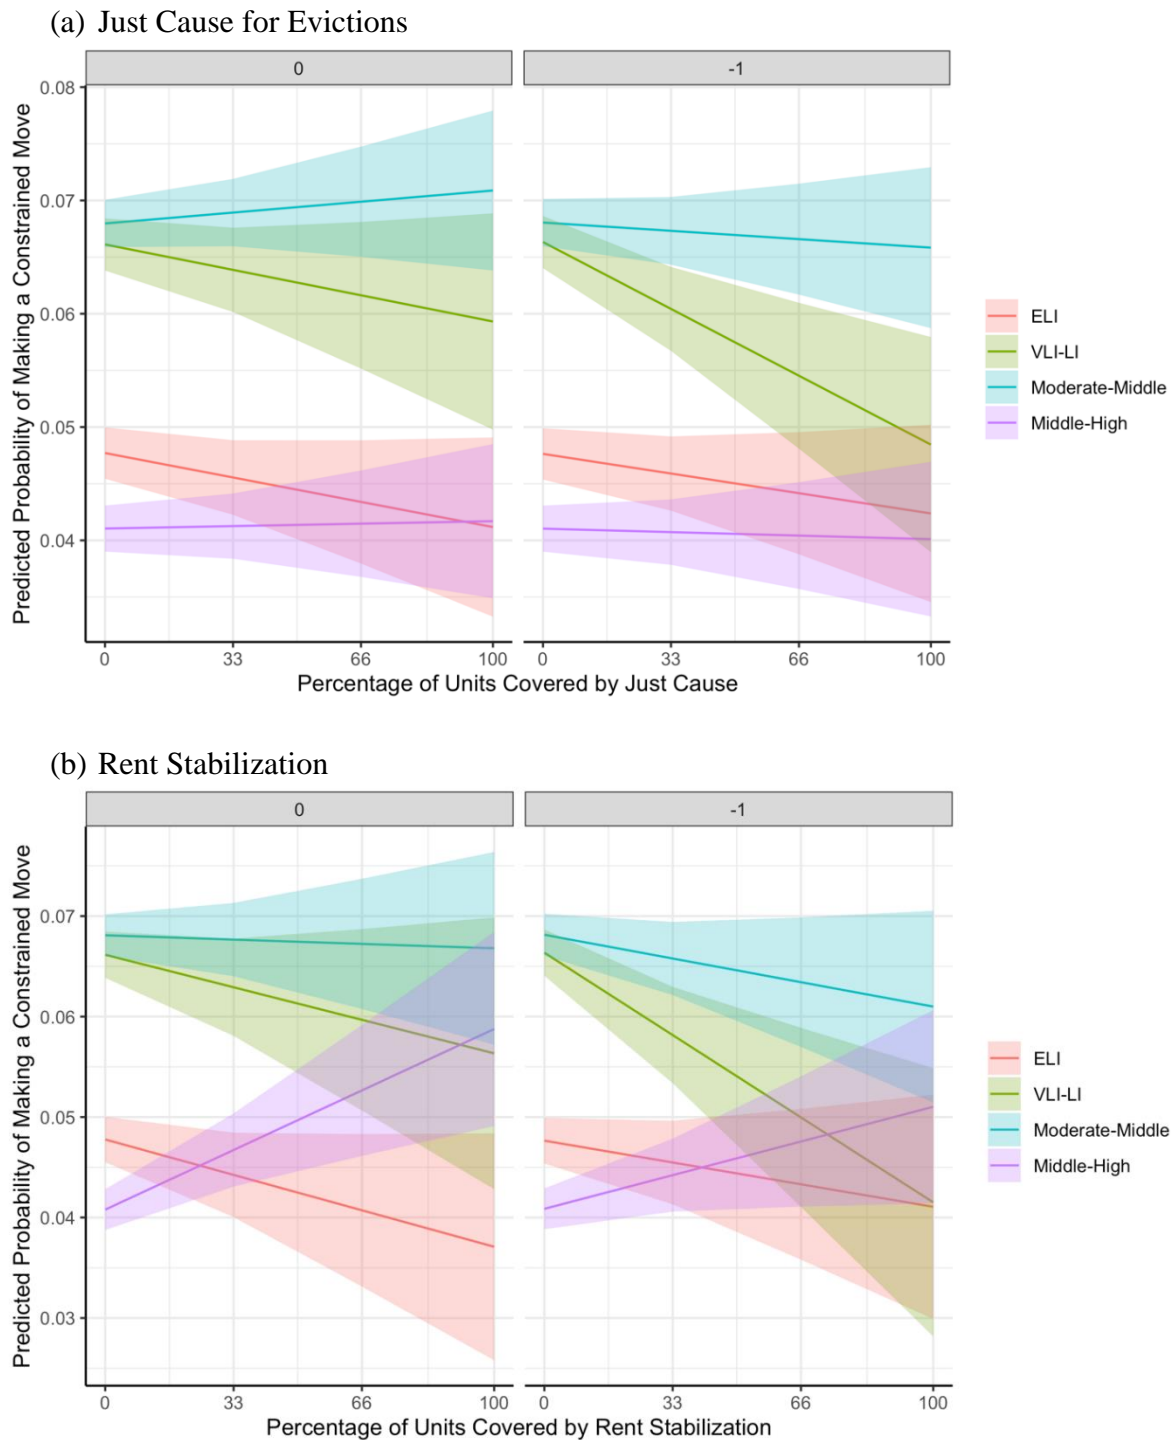 (a) Just Cause for Evictions
0
-1
Predicted Probability of Making a Constrained Move
0.08
0.07
0.06
0.05
0.04
0 33 66 100
0 33 66 100
Percentage of Units Covered by Just Cause
ELI
VLI-LI
Moderate-Middle
Middle-High
(b) Rent Stabilization
0
-1
Predicted Probability of Making a Constrained Move
0.07
0.06
0.05
0.04
0.03
0 33 66 100
0 33 66 100
Percentage of Units Covered by Rent Stabilization
ELI
VLI-LI
Moderate-Middle
Middle-High